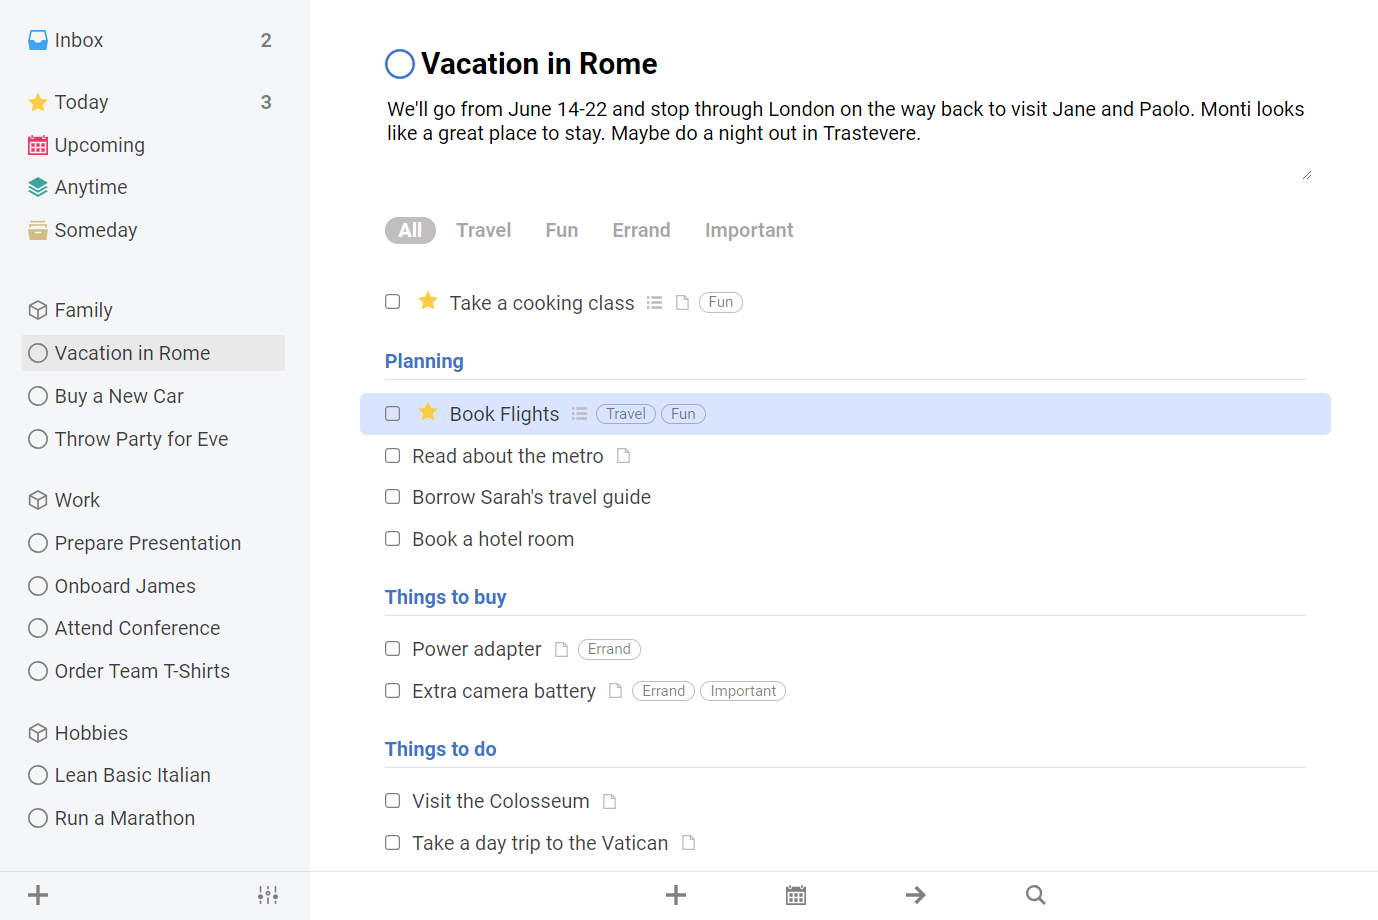 Inbox 2
Today 3
Upcoming
Anytime
Someday
Family
Vacation in Rome
Buy a New Car
Throw Party for Eve
Work
Prepare Presentation
Onboard James
Attend Conference
Order Team T-Shirts
Hobbies
Lean Basic Italian
Run a Marathon
Vacation in Rome
We'll go from June 14-22 and stop through London on the way back to visit Jane and Paolo. Monti looks
like a great place to stay. Maybe do a night out in Trastevere.
All Travel Fun Errand Important
Take a cooking class Fun
Planning
Book Flights Travel Fun
Read about the metro
Borrow Sarah's travel guide
Book a hotel room
Things to buy
Power adapter Errand
Extra camera battery Errand Important
Things to do
Visit the Colosseum
Take a day trip to the Vatican